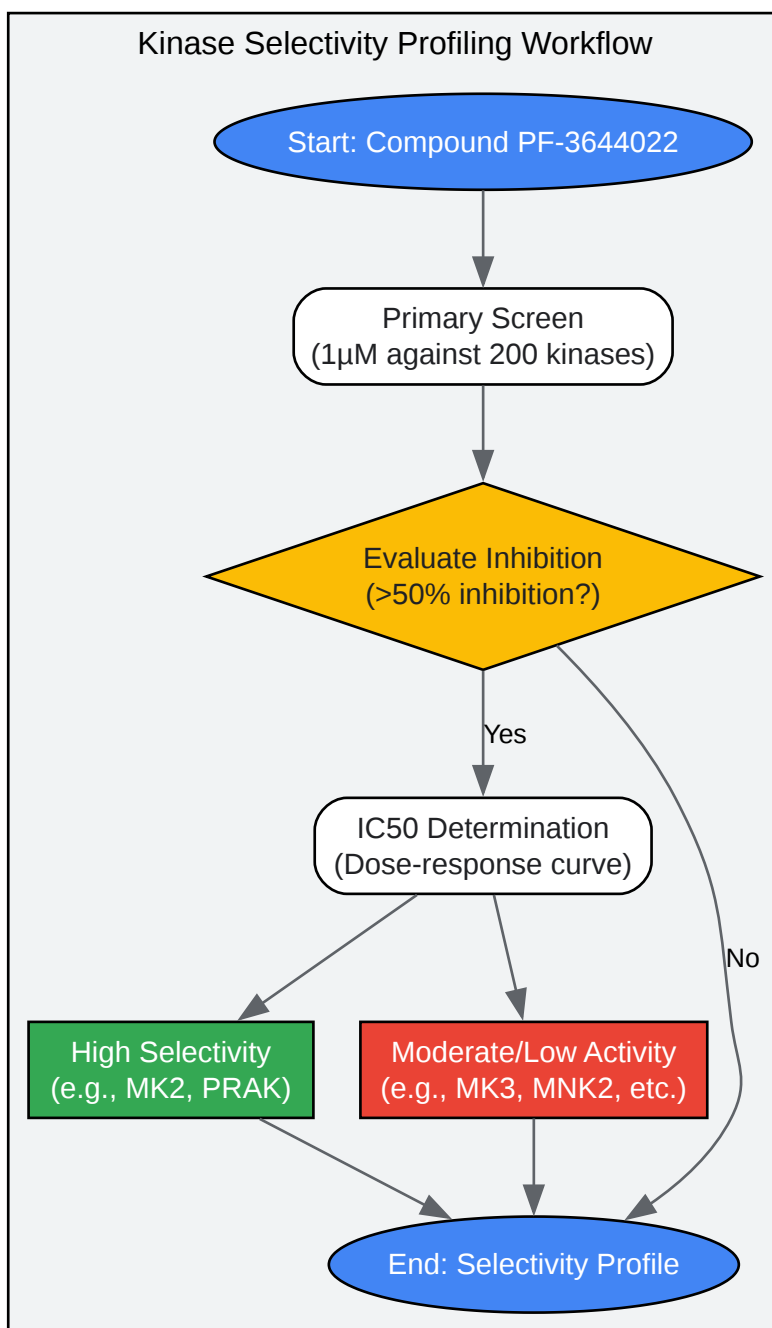 Kinase Selectivity Profiling Workflow
Start: Compound PF-3644022
Primary Screen
(1µM against 200 kinases)
Evaluate Inhibition
(>50% inhibition?)
Yes
IC50 Determination
(Dose-response curve)
No
High Selectivity
(e.g., MK2, PRAK)
Moderate/Low Activity
(e.g., MK3, MNK2, etc.)
End: Selectivity Profile